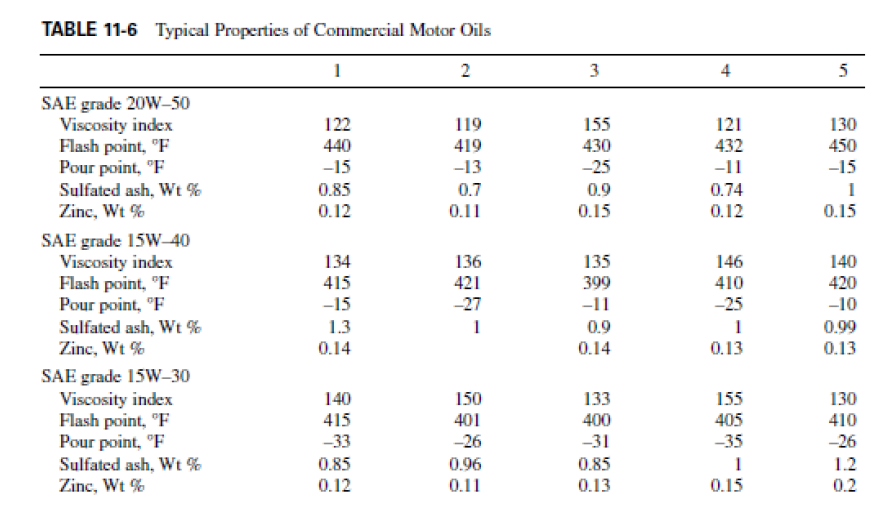 TABLE 11-6 Typical Properties of Commercial Motor Oils
1 2 3 4 5
SAE grade 20W–50
Viscosity index 122 119 155 121 130
Flash point, °F 440 419 430 432 450
Pour point, °F –15 –13 –25 –11 –15
Sulfated ash, Wt % 0.85 0.7 0.9 0.74 1
Zinc, Wt % 0.12 0.11 0.15 0.12 0.15
SAE grade 15W–40
Viscosity index 134 136 135 146 140
Flash point, °F 415 421 399 410 420
Pour point, °F –15 –27 –11 –25 –10
Sulfated ash, Wt % 1.3 1 0.9 1 0.99
Zinc, Wt % 0.14 0.14 0.13 0.13
SAE grade 15W–30
Viscosity index 140 150 133 155 130
Flash point, °F 415 401 400 405 410
Pour point, °F –33 –26 –31 –35 –26
Sulfated ash, Wt % 0.85 0.96 0.85 1 1.2
Zinc, Wt % 0.12 0.11 0.13 0.15 0.2